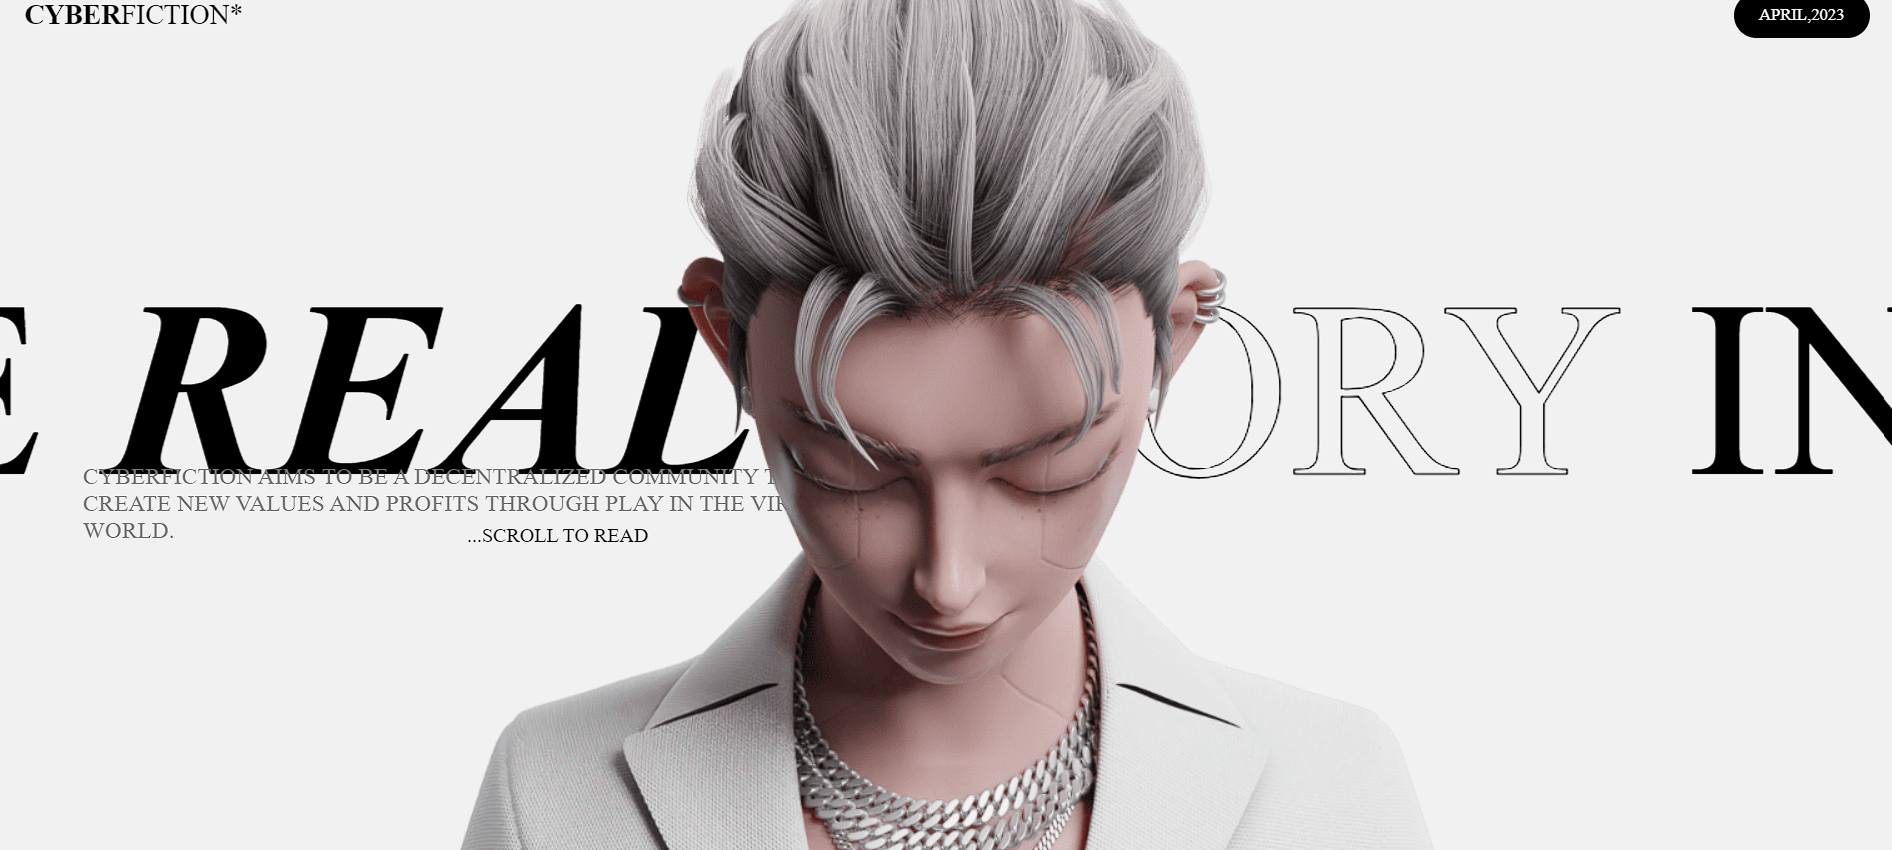 CYBERFICTION*
APRIL,2023
REAL ORY IN
CYBERFICTION AIMS TO BE A DECENTRALIZED COMMUNITY
CREATE NEW VALUES AND PROFITS THROUGH PLAY IN THE
WORLD.
...SCROLL TO READ